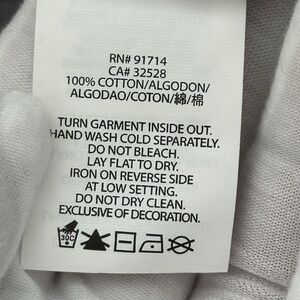 RN# 91714
CA# 32528
100% COTTON/ALGODON/
ALGODAO/COTON/綿/棉
TURN GARMENT INSIDE OUT.
HAND WASH COLD SEPARATELY.
DO NOT BLEACH.
LAY FLAT TO DRY.
IRON ON REVERSE SIDE
AT LOW SETTING.
DO NOT DRY CLEAN.
EXCLUSIVE OF DECORATION.
30C